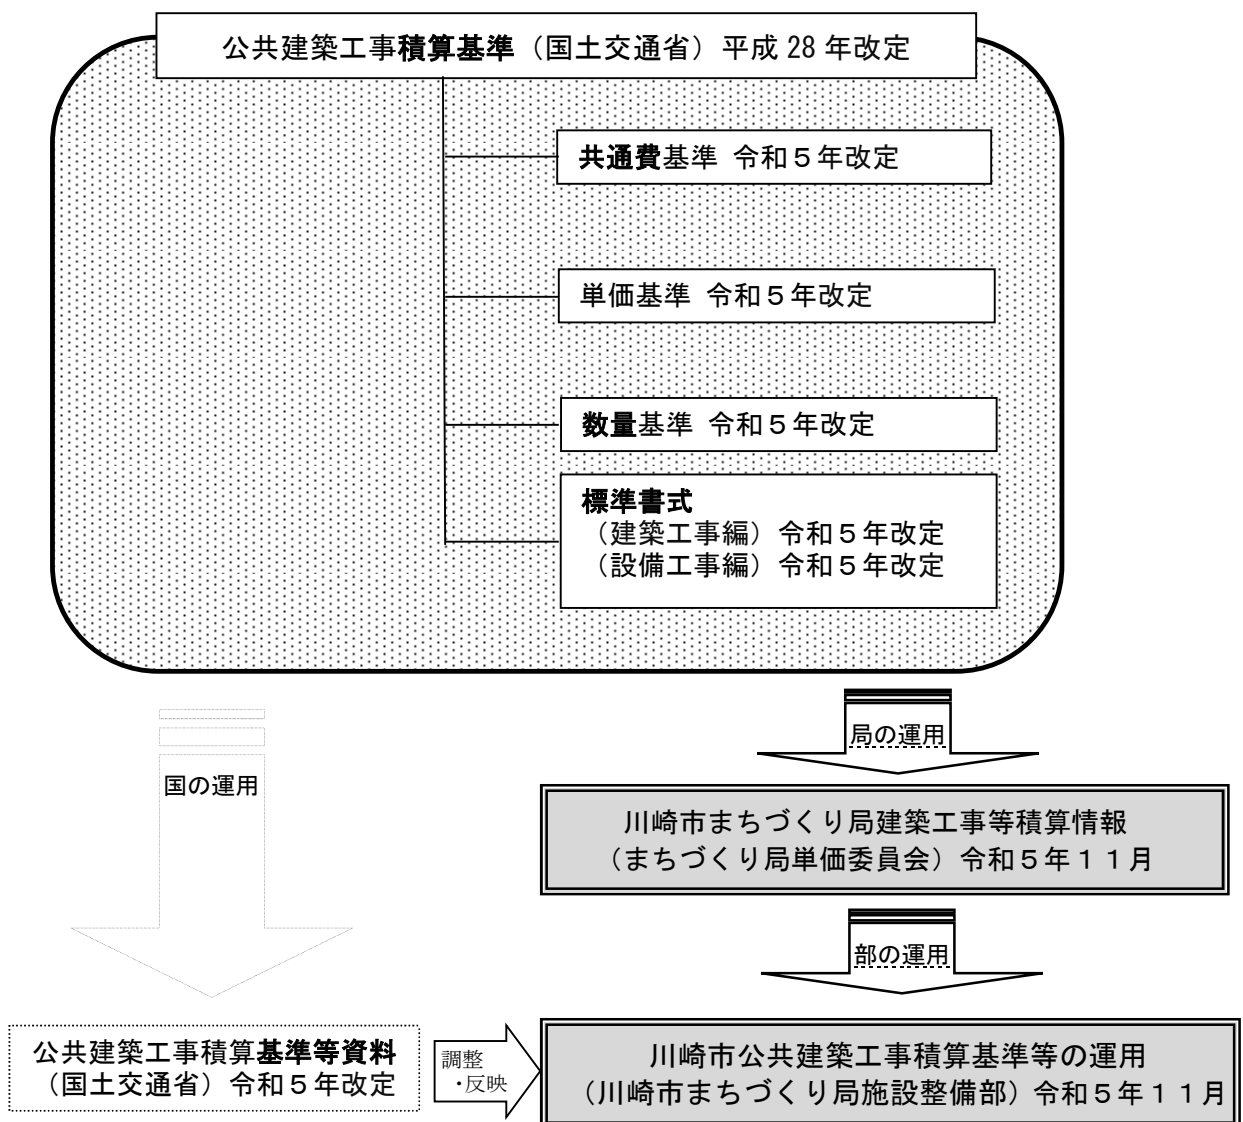 公共建築工事積算基準（国土交通省）平成 28 年改定
共通費基準 令和５年改定
単価基準 令和５年改定
数量基準 令和５年改定
標準書式
（建築工事編）令和５年改定
（設備工事編）令和５年改定
局の運用
国の運用
川崎市まちづくり局建築工事等積算情報
（まちづくり局単価委員会）令和５年１１月
部の運用
公共建築工事積算基準等資料
（国土交通省）令和５年改定
調整
・反映
川崎市公共建築工事積算基準等の運用
（川崎市まちづくり局施設整備部）令和５年１１月